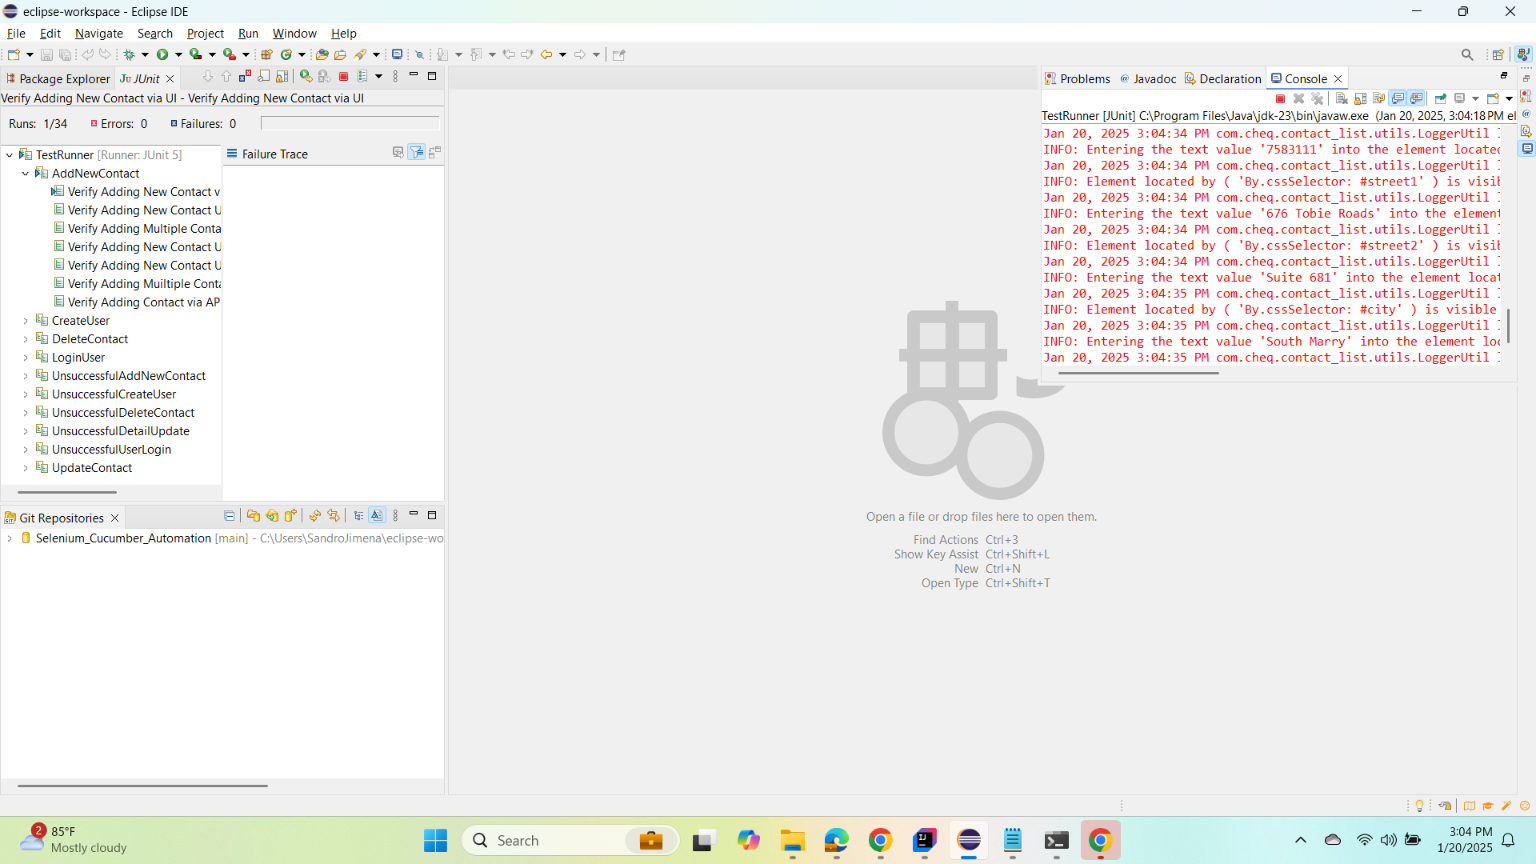 eclipse-workspace - Eclipse IDE
File Edit Navigate Search Project Run Window Help
Package Explorer
JUnit
Verify Adding New Contact via UI - Verify Adding New Contact via UI
Runs: 1/34 Errors: 0 Failures: 0
TestRunner [Runner: JUnit 5]
AddNewContact
Verify Adding New Contact v
Verify Adding New Contact U
Verify Adding Multiple Conta
Verify Adding New Contact U
Verify Adding New Contact U
Verify Adding Muiltiple Conta
Verify Adding Contact via AP
CreateUser
DeleteContact
LoginUser
UnsuccessfulAddNewContact
UnsuccessfulCreateUser
UnsuccessfulDeleteContact
UnsuccessfulDetailUpdate
UnsuccessfulUserLogin
UpdateContact
Failure Trace
Git Repositories
Selenium_Cucumber_Automation [main] - C:\Users\SandroJimena\eclipse-wo
Open a file or drop files here to open them.
Find Actions Ctrl+3
Show Key Assist Ctrl+Shift+L
New Ctrl+N
Open Type Ctrl+Shift+T
Problems Javadoc Declaration Console
TestRunner [JUnit] C:\Program Files\Java\jdk-23\bin\javaw.exe (Jan 20, 2025, 3:04:18 PM el
Jan 20, 2025 3:04:34 PM com.cheq.contact_list.utils.LoggerUtil
INFO: Entering the text value '7583111' into the element located
Jan 20, 2025 3:04:34 PM com.cheq.contact_list.utils.LoggerUtil
INFO: Element located by ( 'By.cssSelector: #street1' ) is visib
Jan 20, 2025 3:04:34 PM com.cheq.contact_list.utils.LoggerUtil
INFO: Entering the text value '676 Tobie Roads' into the element
Jan 20, 2025 3:04:34 PM com.cheq.contact_list.utils.LoggerUtil
INFO: Element located by ( 'By.cssSelector: #street2' ) is visib
Jan 20, 2025 3:04:34 PM com.cheq.contact_list.utils.LoggerUtil
INFO: Entering the text value 'Suite 681' into the element locat
Jan 20, 2025 3:04:35 PM com.cheq.contact_list.utils.LoggerUtil
INFO: Element located by ( 'By.cssSelector: #city' ) is visible
Jan 20, 2025 3:04:35 PM com.cheq.contact_list.utils.LoggerUtil
INFO: Entering the text value 'South Marry' into the element loc
Jan 20, 2025 3:04:35 PM com.cheq.contact_list.utils.LoggerUtil
2
85°F
Mostly cloudy
Search
3:04 PM
1/20/2025